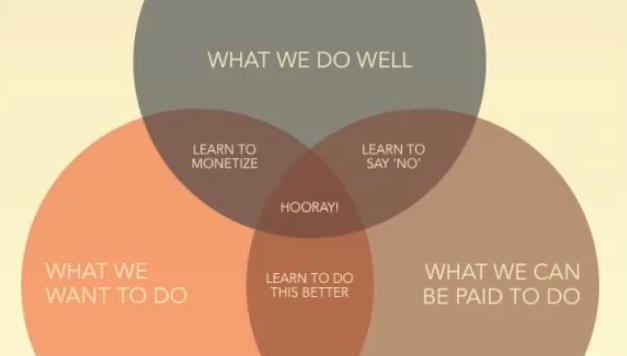 WHAT WE DO WELL
LEARN TO
MONETIZE
LEARN TO
SAY 'NO'
HOORAY!
WHAT WE
WANT TO DO
LEARN TO DO
THIS BETTER
WHAT WE CAN
BE PAID TO DO